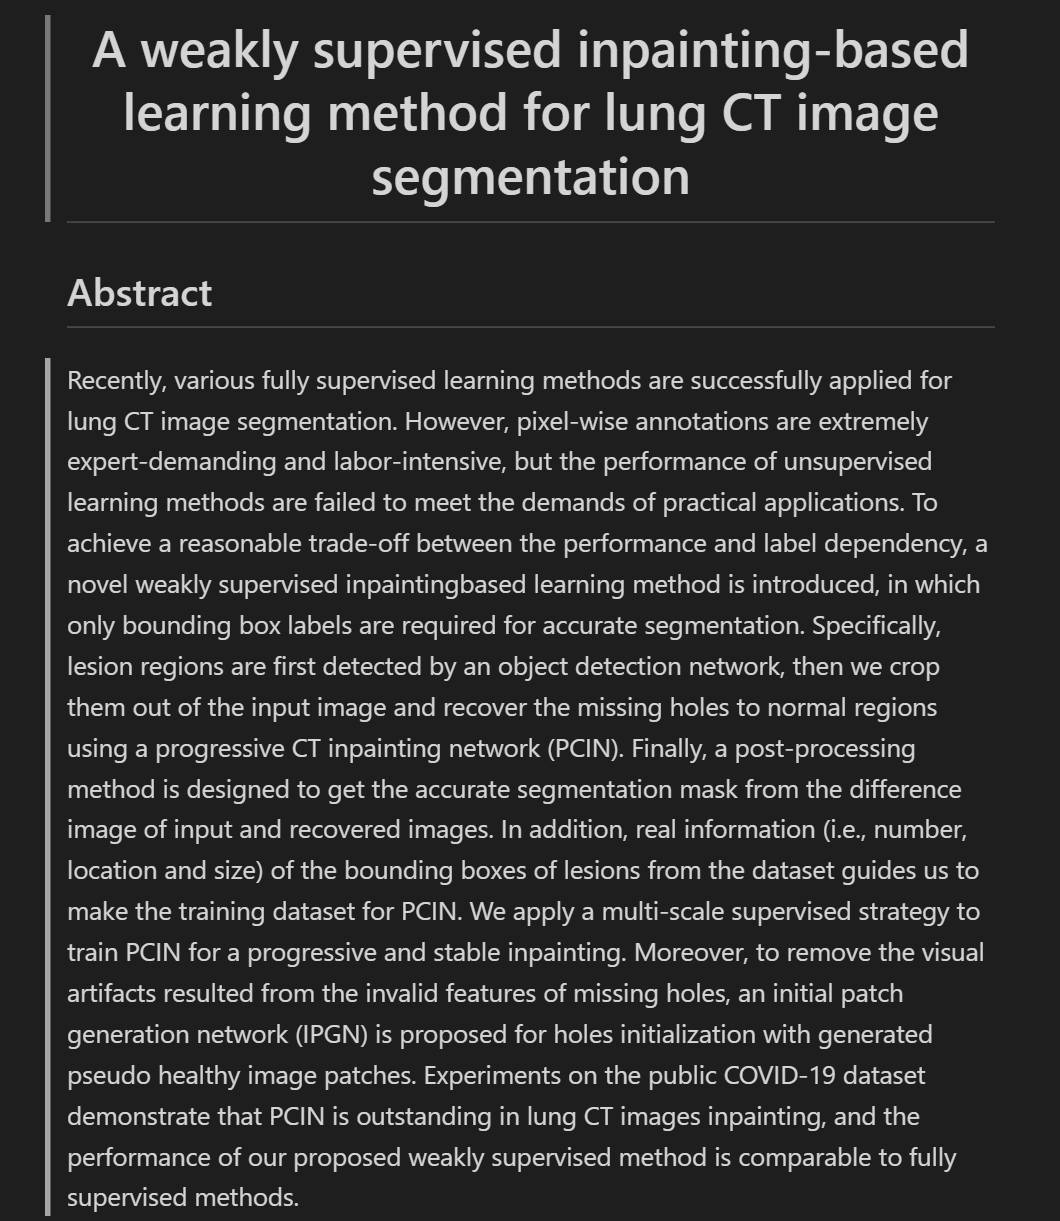 A weakly supervised inpainting-based
learning method for lung CT image
segmentation
Abstract
Recently, various fully supervised learning methods are successfully applied for
lung CT image segmentation. However, pixel-wise annotations are extremely
expert-demanding and labor-intensive, but the performance of unsupervised
learning methods are failed to meet the demands of practical applications. To
achieve a reasonable trade-off between the performance and label dependency, a
novel weakly supervised inpaintingbased learning method is introduced, in which
only bounding box labels are required for accurate segmentation. Specifically,
lesion regions are first detected by an object detection network, then we crop
them out of the input image and recover the missing holes to normal regions
using a progressive CT inpainting network (PCIN). Finally, a post-processing
method is designed to get the accurate segmentation mask from the difference
image of input and recovered images. In addition, real information (i.e., number,
location and size) of the bounding boxes of lesions from the dataset guides us to
make the training dataset for PCIN. We apply a multi-scale supervised strategy to
train PCIN for a progressive and stable inpainting. Moreover, to remove the visual
artifacts resulted from the invalid features of missing holes, an initial patch
generation network (IPGN) is proposed for holes initialization with generated
pseudo healthy image patches. Experiments on the public COVID-19 dataset
demonstrate that PCIN is outstanding in lung CT images inpainting, and the
performance of our proposed weakly supervised method is comparable to fully
supervised methods.